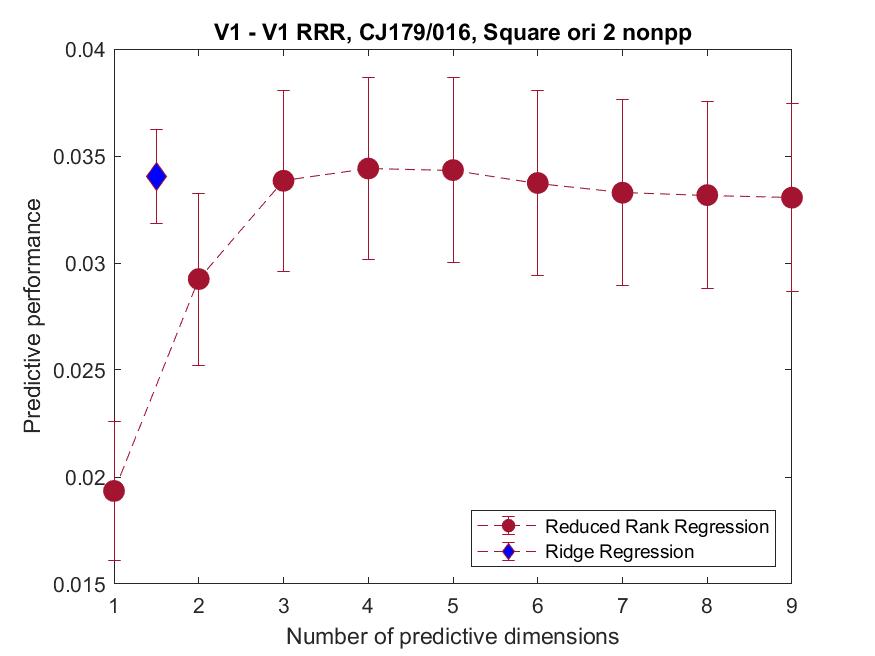 V1 - V1 RRR, CJ179/016, Square ori 2 nonpp
0.04
0.035
0.03
0.025
0.02
0.015
Predictive performance
1 2 3 4 5 6 7 8 9
Number of predictive dimensions
Reduced Rank Regression
Ridge Regression